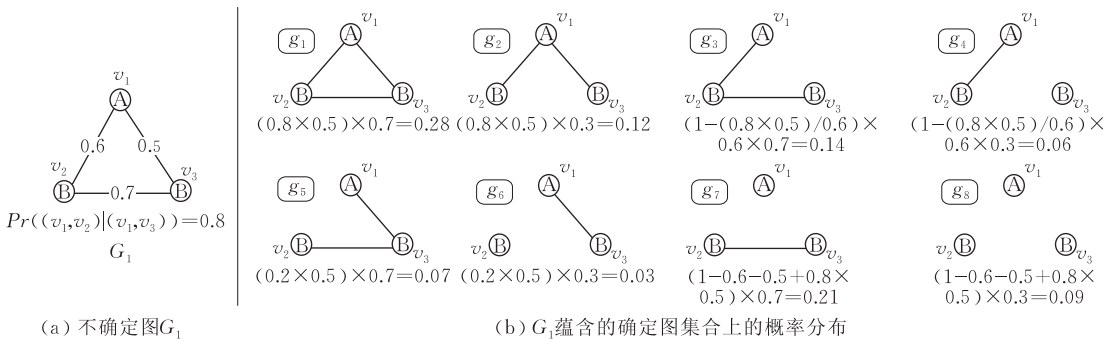 v₁
A
0.6
0.5
v₂
v₃
B
0.7
B
Pr((v₁,v₂)|(v₁,v₃))=0.8
G₁
(a) 不确定图G₁
g₁
v₁
A
v₂
B
B
v₃
(0.8×0.5)×0.7=0.28
g₂
v₁
A
v₂
B
B
v₃
(0.8×0.5)×0.3=0.12
g₃
v₁
A
v₂
B
B
v₃
(1-(0.8×0.5)/0.6)×
0.6×0.7=0.14
g₄
v₁
A
v₂
B
B
v₃
(1-(0.8×0.5)/0.6)×
0.6×0.3=0.06
g₅
v₁
A
v₂
B
B
v₃
(0.2×0.5)×0.7=0.07
g₆
v₁
A
v₂
B
B
v₃
(0.2×0.5)×0.3=0.03
g₇
v₁
A
v₂
B
B
v₃
(1-0.6-0.5+0.8×
0.5)×0.7=0.21
g₈
v₁
A
v₂
B
B
v₃
(1-0.6-0.5+0.8×
0.5)×0.3=0.09
(b) G₁蕴含的确定图集合上的概率分布